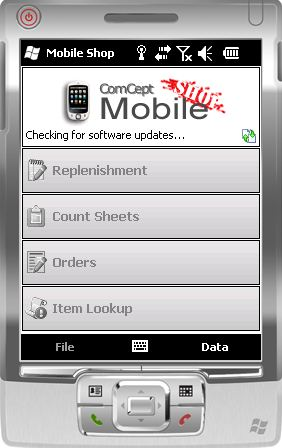 Mobile Shop
ComCept
Mobile
Shop
Checking for software updates...
Replenishment
Count Sheets
Orders
Item Lookup
File
Data